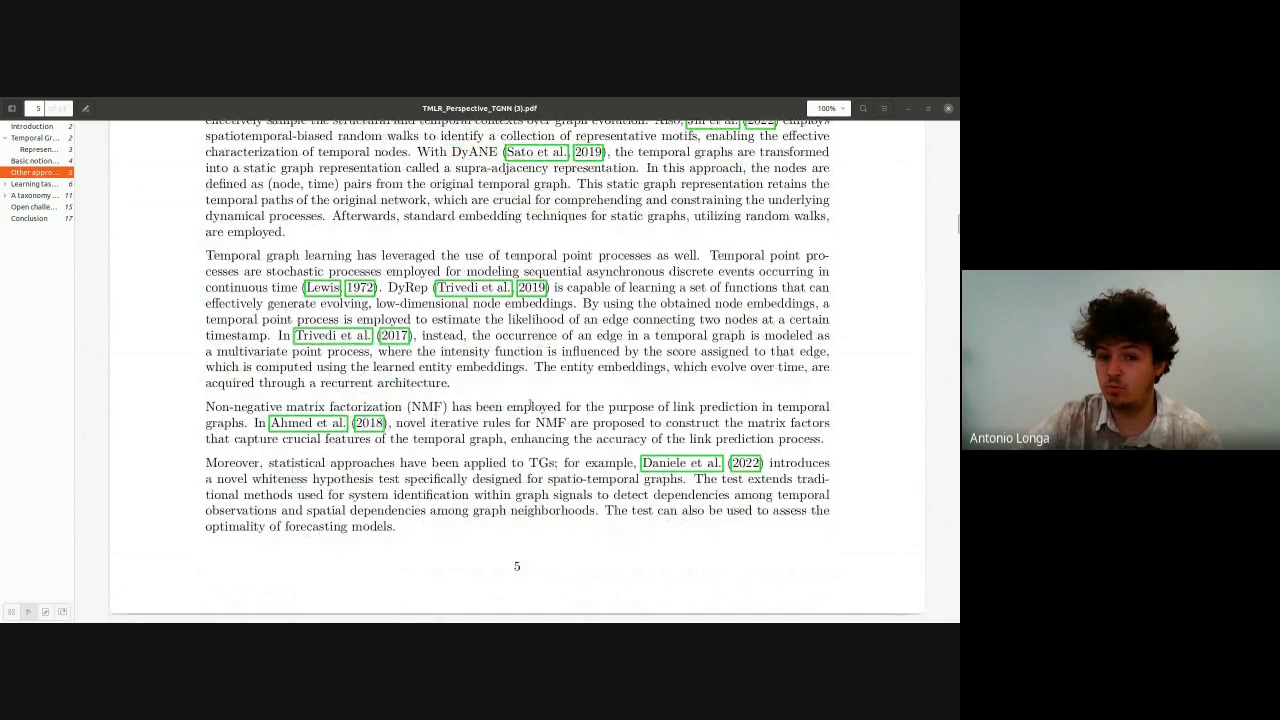 5 of 24
TMLR_Perspective_TGNN (3).pdf
100%
Introduction 2
Temporal Gr... 2
Represen... 3
Basic notion... 4
Other appro... 5
Learning tas... 6
A taxonomy ... 11
Open challe... 15
Conclusion 17
effectively sample the structural and temporal contexts over graph evolution. Also, Jin et al. (2022) employs
spatiotemporal-biased random walks to identify a collection of representative motifs, enabling the effective
characterization of temporal nodes. With DyANE (Sato et al., 2019), the temporal graphs are transformed
into a static graph representation called a supra-adjacency representation. In this approach, the nodes are
defined as (node, time) pairs from the original temporal graph. This static graph representation retains the
temporal paths of the original network, which are crucial for comprehending and constraining the underlying
dynamical processes. Afterwards, standard embedding techniques for static graphs, utilizing random walks,
are employed.
Temporal graph learning has leveraged the use of temporal point processes as well. Temporal point pro-
cesses are stochastic processes employed for modeling sequential asynchronous discrete events occurring in
continuous time (Lewis, 1972). DyRep (Trivedi et al., 2019) is capable of learning a set of functions that can
effectively generate evolving, low-dimensional node embeddings. By using the obtained node embeddings, a
temporal point process is employed to estimate the likelihood of an edge connecting two nodes at a certain
timestamp. In Trivedi et al. (2017), instead, the occurrence of an edge in a temporal graph is modeled as
a multivariate point process, where the intensity function is influenced by the score assigned to that edge,
which is computed using the learned entity embeddings. The entity embeddings, which evolve over time, are
acquired through a recurrent architecture.
Non-negative matrix factorization (NMF) has been employed for the purpose of link prediction in temporal
graphs. In Ahmed et al. (2018), novel iterative rules for NMF are proposed to construct the matrix factors
that capture crucial features of the temporal graph, enhancing the accuracy of the link prediction process.
Moreover, statistical approaches have been applied to TGs; for example, Daniele et al. (2022) introduces
a novel whiteness hypothesis test specifically designed for spatio-temporal graphs. The test extends tradi-
tional methods used for system identification within graph signals to detect dependencies among temporal
observations and spatial dependencies among graph neighborhoods. The test can also be used to assess the
optimality of forecasting models.
5
Antonio Longa